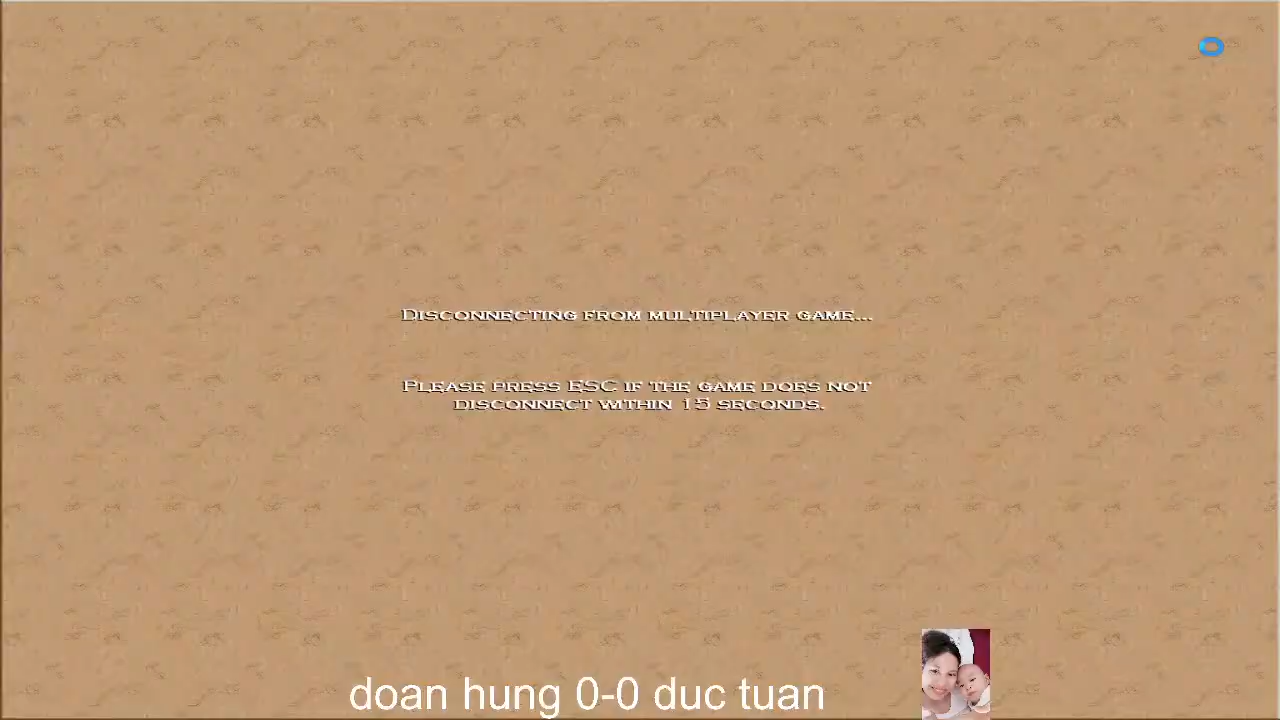 Disconnecting from multiplayer game...
Please press ESC if the game does not
disconnect within 15 seconds.
doan hung 0-0 duc tuan